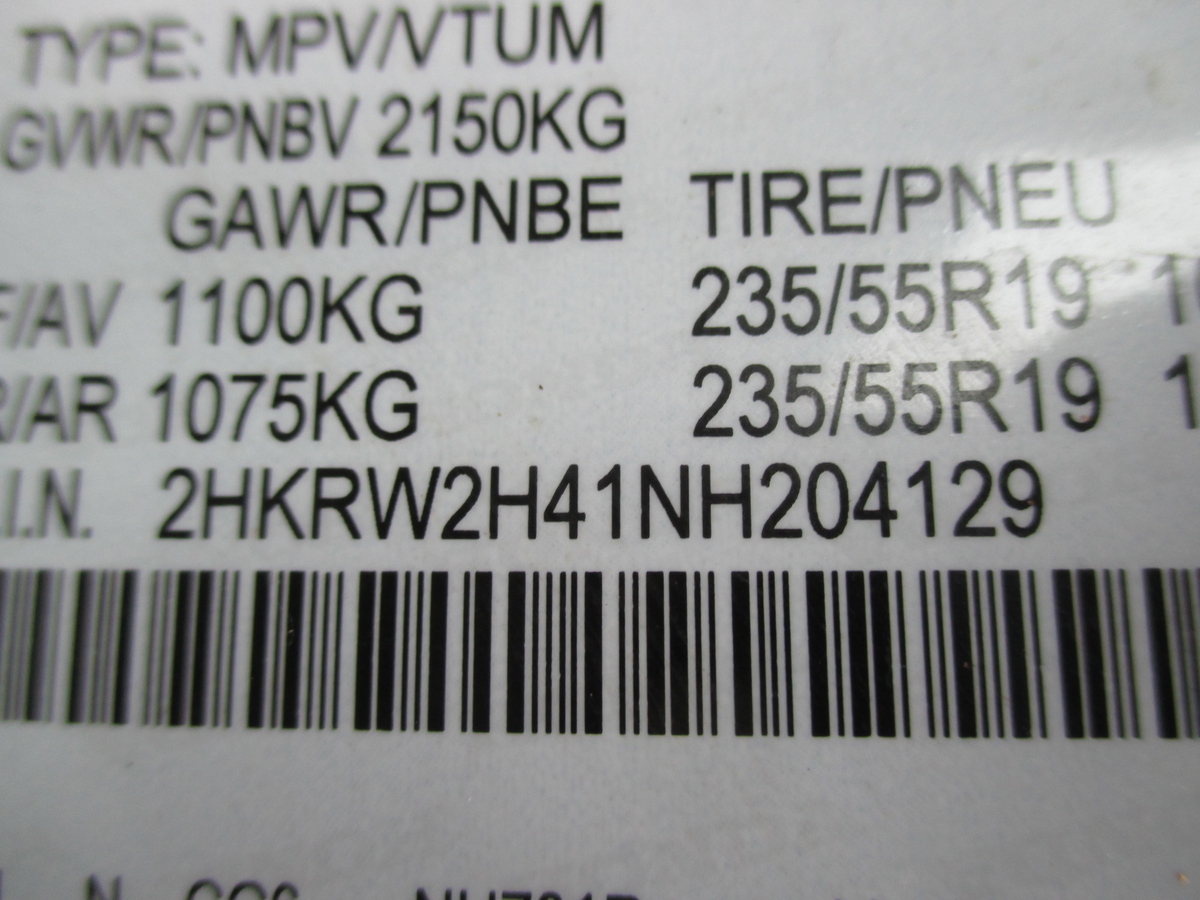 TYPE: MPV/VTUM
GVWR/PNBV 2150KG
GAWR/PNBE TIRE/PNEU
F/AV 1100KG 235/55R19
R/AR 1075KG 235/55R19
.I.N. 2HKRW2H41NH204129